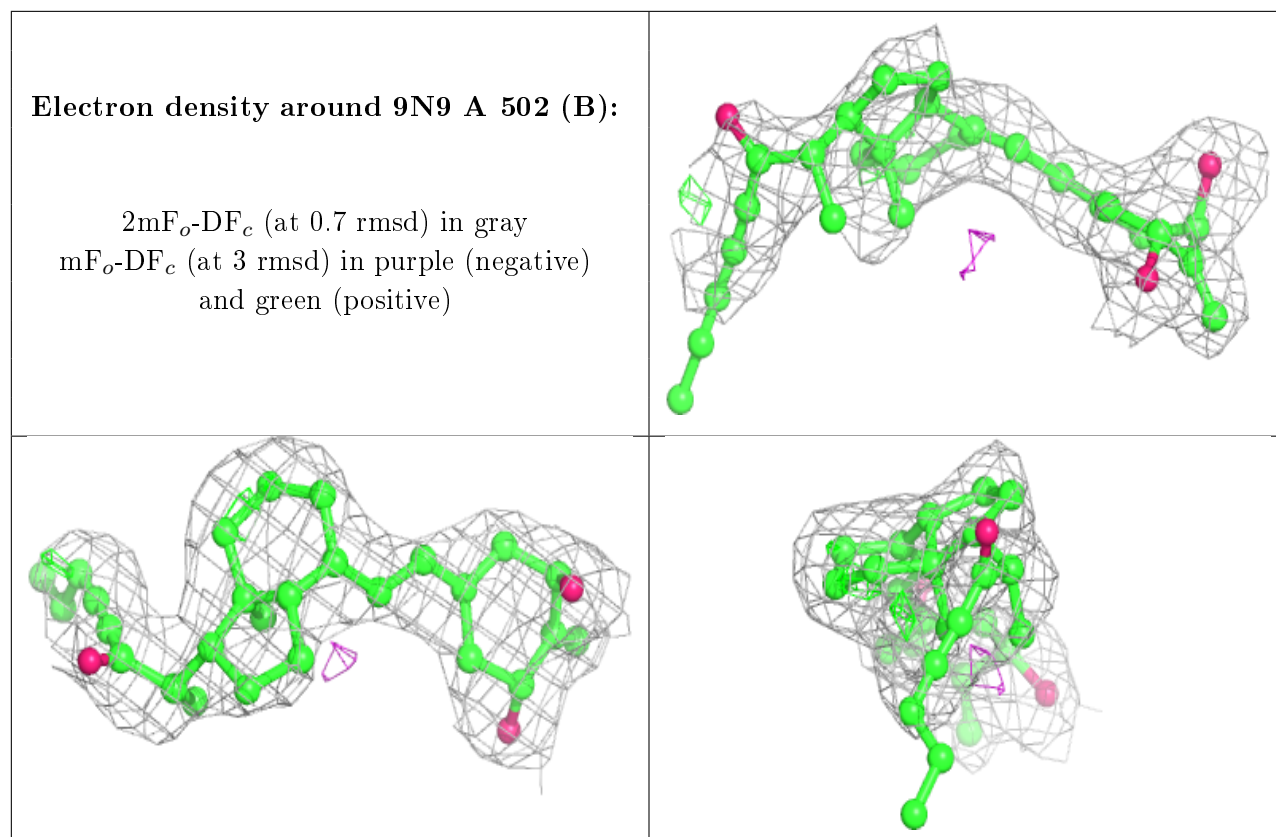 Electron density around 9N9 A 502 (B):
2mFo-DFc (at 0.7 rmsd) in gray
mFo-DFc (at 3 rmsd) in purple (negative)
and green (positive)